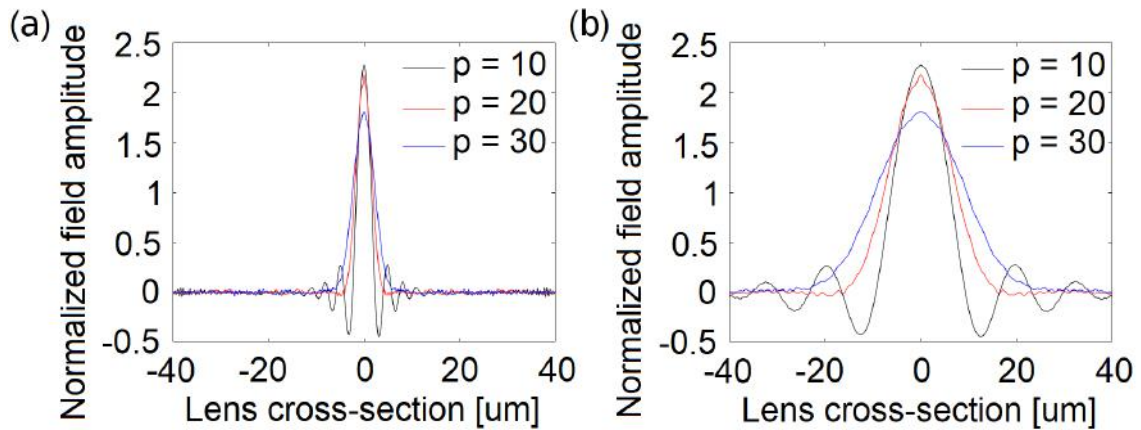 (a)
Normalized field amplitude
2.5
2
1.5
1
0.5
0
-0.5
-40
-20
0
20
40
Lens cross-section [um]
p = 10
p = 20
p = 30
(b)
Normalized field amplitude
2.5
2
1.5
1
0.5
0
-0.5
-40
-20
0
20
40
Lens cross-section [um]
p = 10
p = 20
p = 30